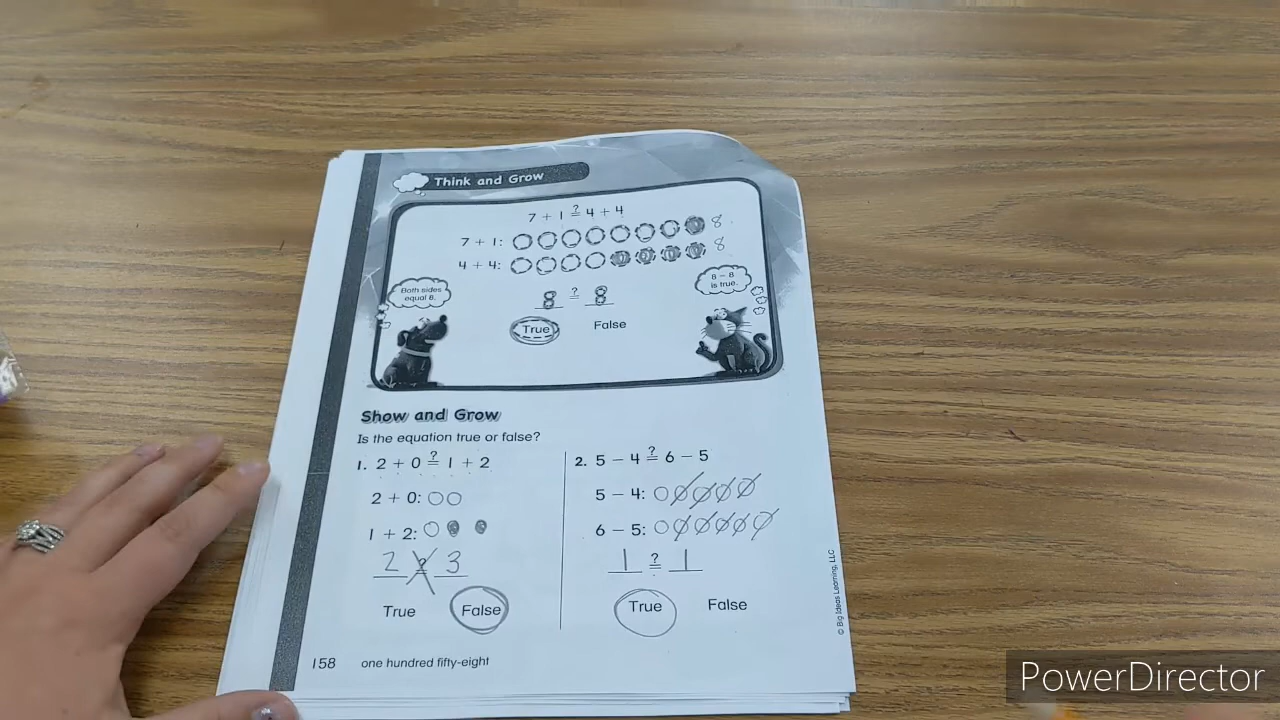 Think and Grow
7 + 1 ≟ 4 + 4
7 + 1: 8
4 + 4: 8
Both sides
equal 8.
8 ≟ 8
8 – 8
is true.
True False
Show and Grow
Is the equation true or false?
1. 2 + 0 ≟ 1 + 2
2 + 0:
1 + 2:
2 ≟ 3
True False
2. 5 – 4 ≟ 6 – 5
5 – 4:
6 – 5:
1 ≟ 1
True False
158 one hundred fifty-eight
© Big Ideas Learning, LLC
PowerDirector